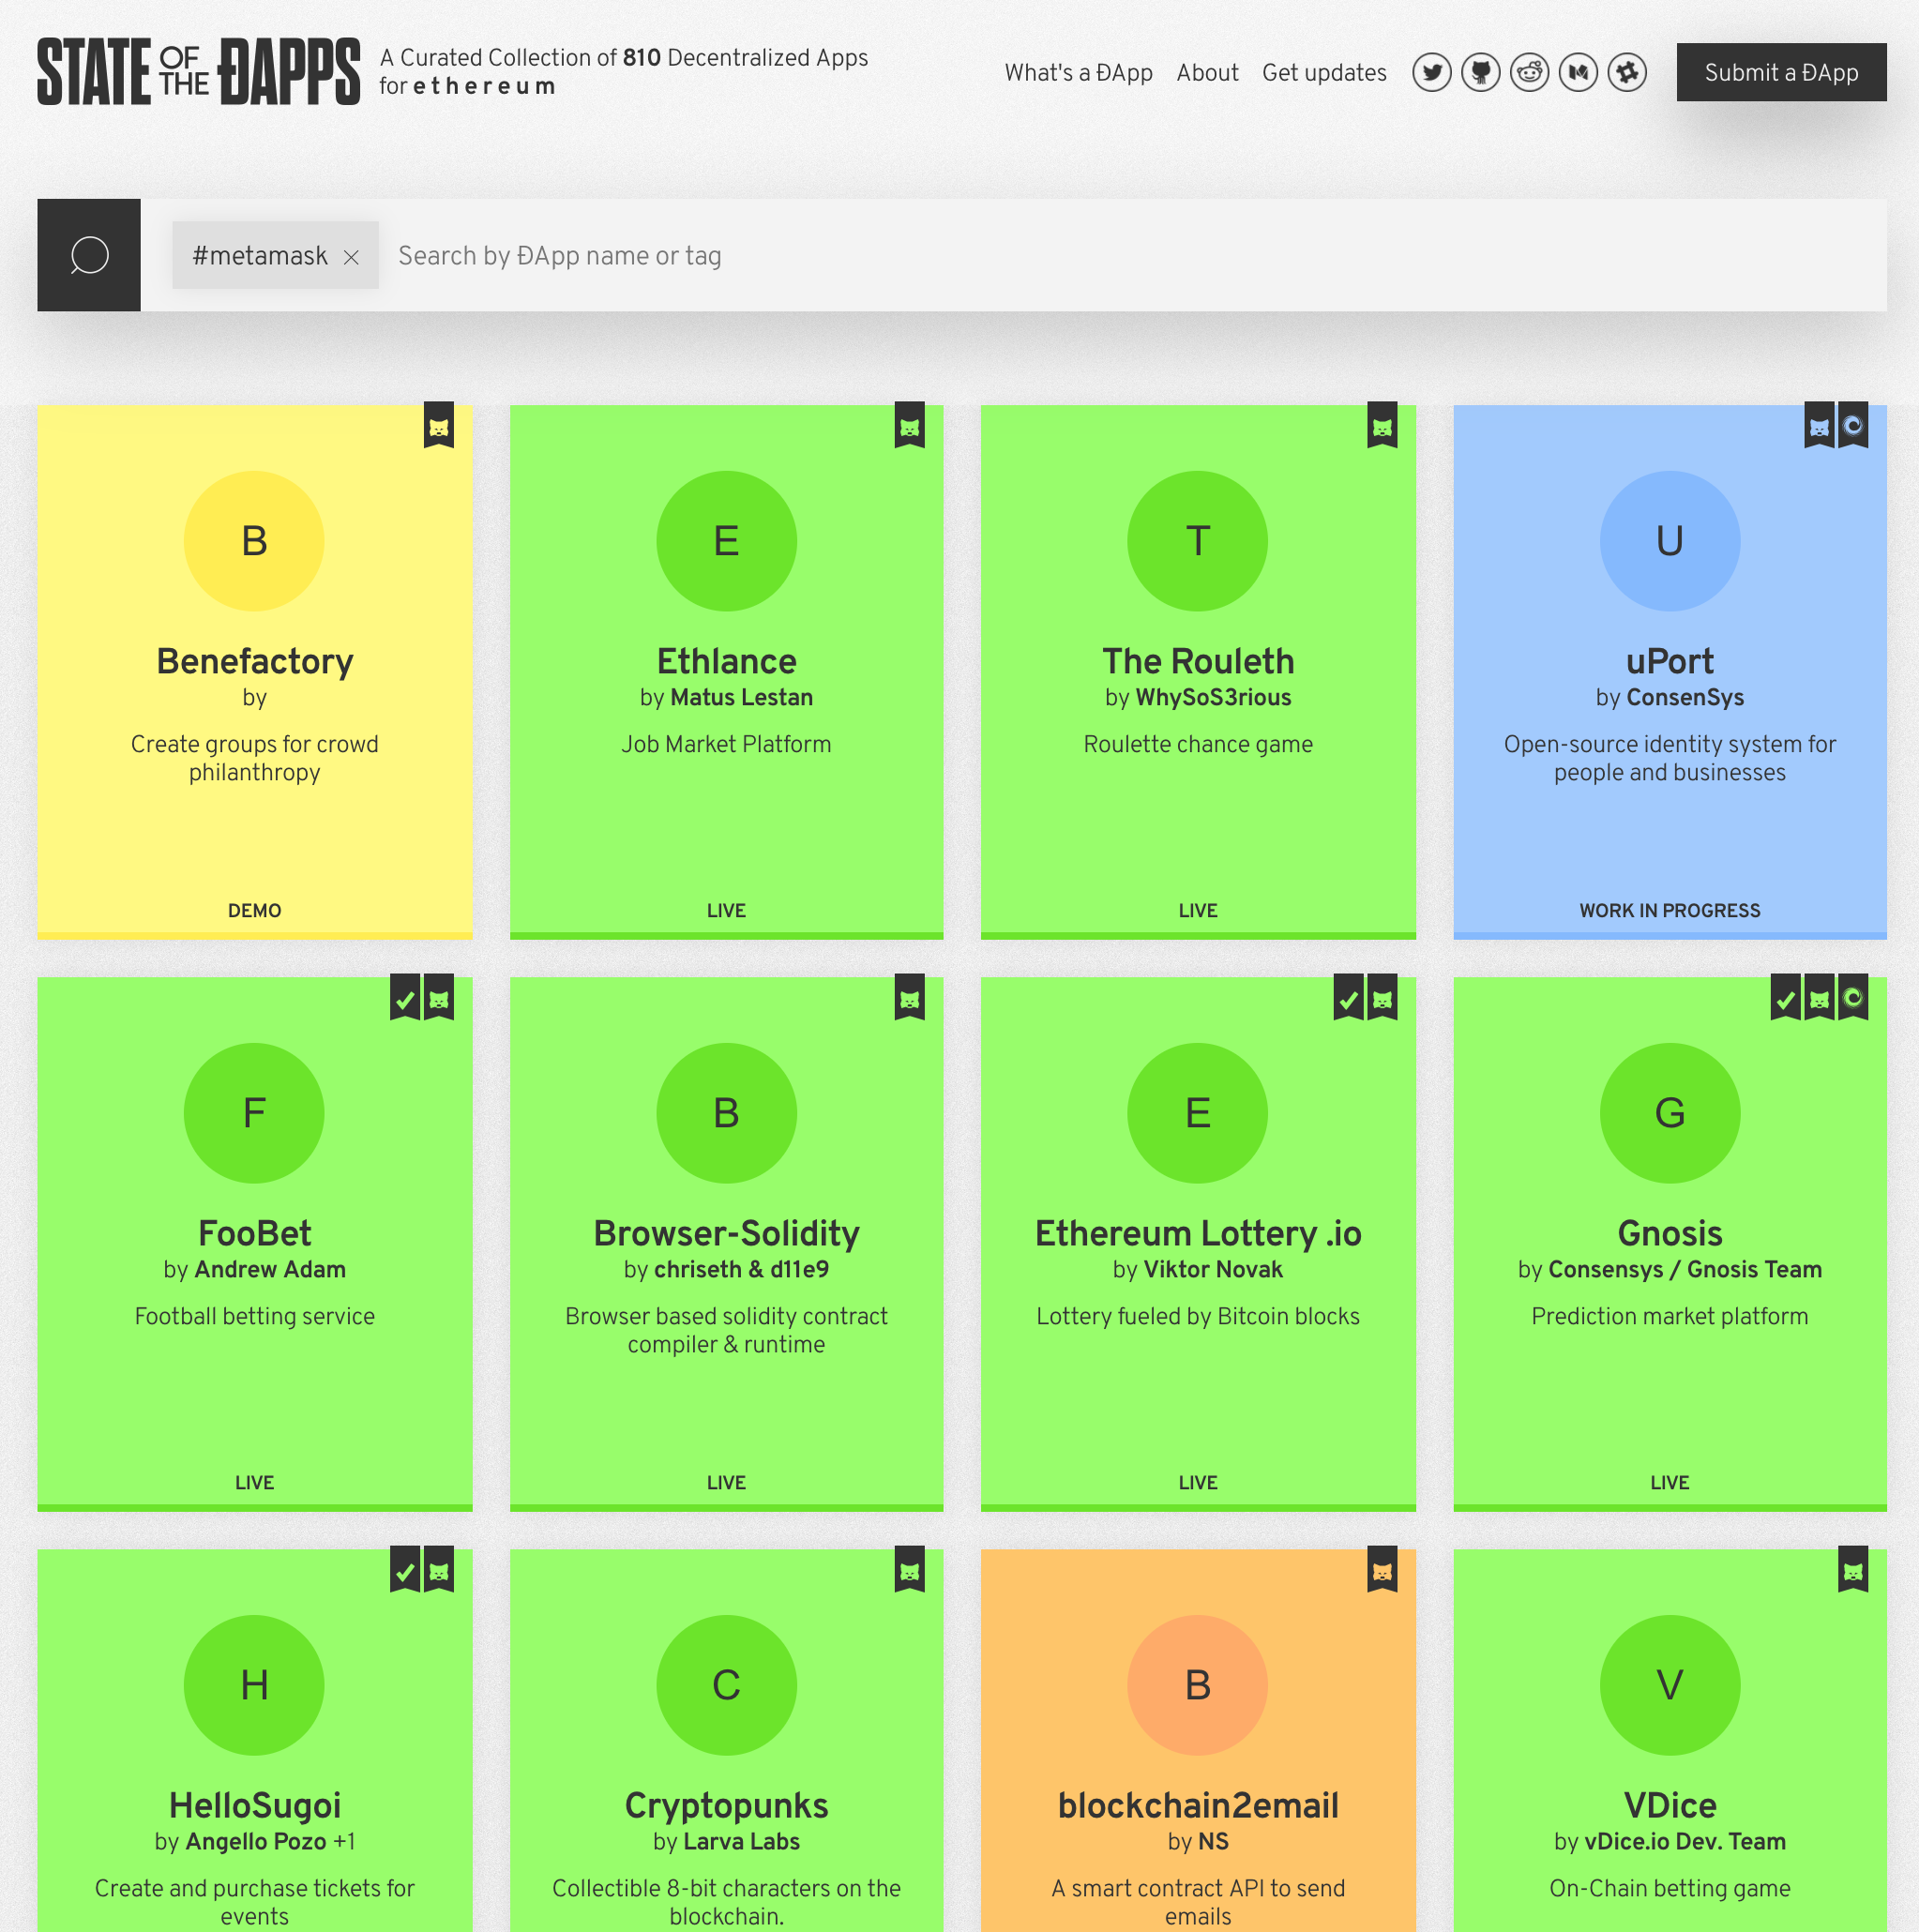 STATE OF THE ĐAPPS
A Curated Collection of 810 Decentralized Apps
for ethereum
What's a ĐApp About Get updates Submit a ĐApp
#metamask × Search by ĐApp name or tag
B
Benefactory
by
Create groups for crowd
philanthropy
DEMO
E
Ethlance
by Matus Lestan
Job Market Platform
LIVE
T
The Rouleth
by WhySoS3rious
Roulette chance game
LIVE
U
uPort
by ConsenSys
Open-source identity system for
people and businesses
WORK IN PROGRESS
F
FooBet
by Andrew Adam
Football betting service
LIVE
B
Browser-Solidity
by chriseth & d11e9
Browser based solidity contract
compiler & runtime
LIVE
E
Ethereum Lottery .io
by Viktor Novak
Lottery fueled by Bitcoin blocks
LIVE
G
Gnosis
by Consensys / Gnosis Team
Prediction market platform
LIVE
H
HelloSugoi
by Angello Pozo +1
Create and purchase tickets for
events
C
Cryptopunks
by Larva Labs
Collectible 8-bit characters on the
blockchain.
B
blockchain2email
by NS
A smart contract API to send
emails
V
VDice
by vDice.io Dev. Team
On-Chain betting game